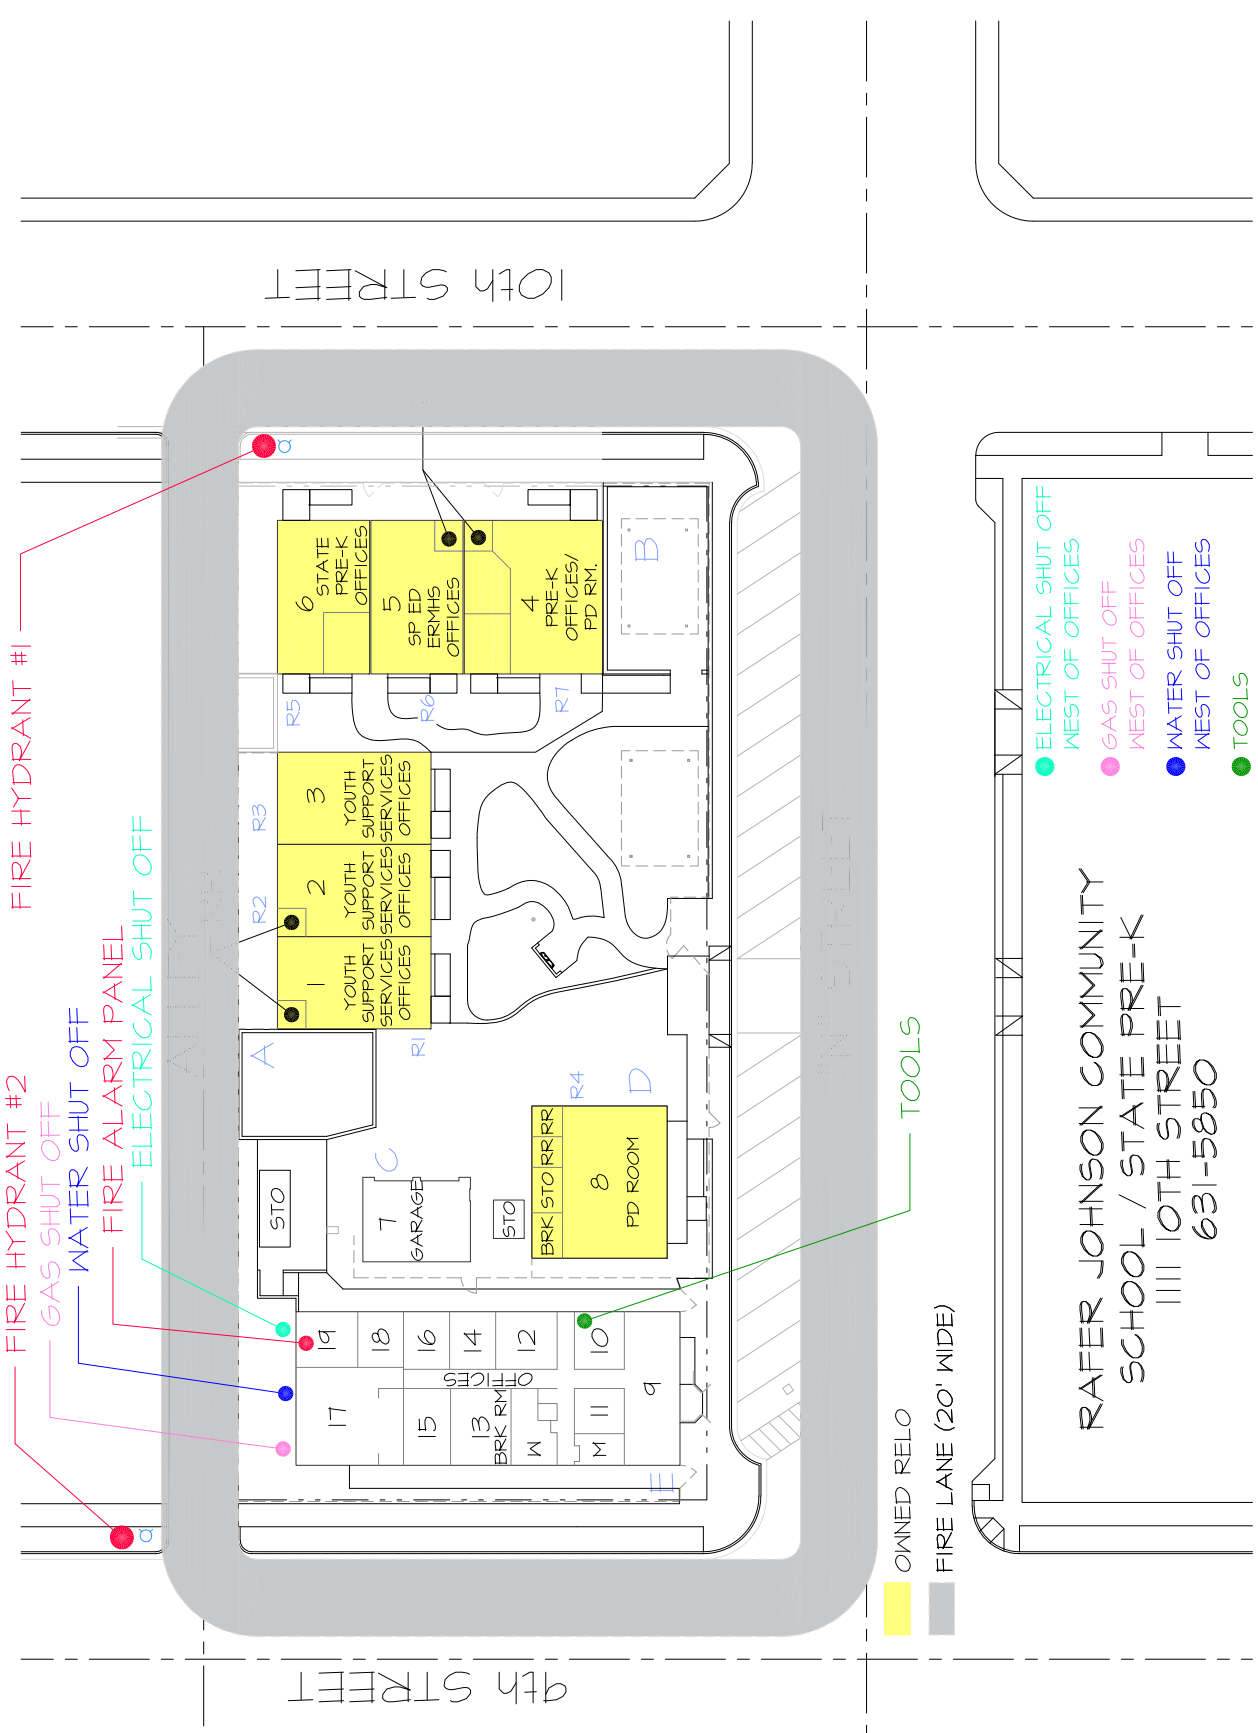 10th STREET
FIRE HYDRANT #1
FIRE HYDRANT #2
GAS SHUT OFF
WATER SHUT OFF
FIRE ALARM PANEL
ELECTRICAL SHUT OFF
6
STATE
PRE-K
OFFICES
5
SP ED
ERMHS
OFFICES
4
PRE-K
OFFICES/
PD RM.
B
R5
R6
R7
R3
3
YOUTH
SUPPORT
SERVICES
OFFICES
R2
2
YOUTH
SUPPORT
SERVICES
OFFICES
1
YOUTH
SUPPORT
SERVICES
OFFICES
R1
A
STO
C
7
GARAGE
STO
R4
D
BRK STO RR RR
8
PD ROOM
TOOLS
19
18
16
14
12
10
OFFICES
17
15
13
BRK RM
W
11
M
9
E
9th STREET
OWNED RELO
FIRE LANE (20' WIDE)
ELECTRICAL SHUT OFF
WEST OF OFFICES
GAS SHUT OFF
WEST OF OFFICES
WATER SHUT OFF
WEST OF OFFICES
TOOLS
RAFER JOHNSON COMMUNITY
SCHOOL / STATE PRE-K
1111 10TH STREET
631-5850